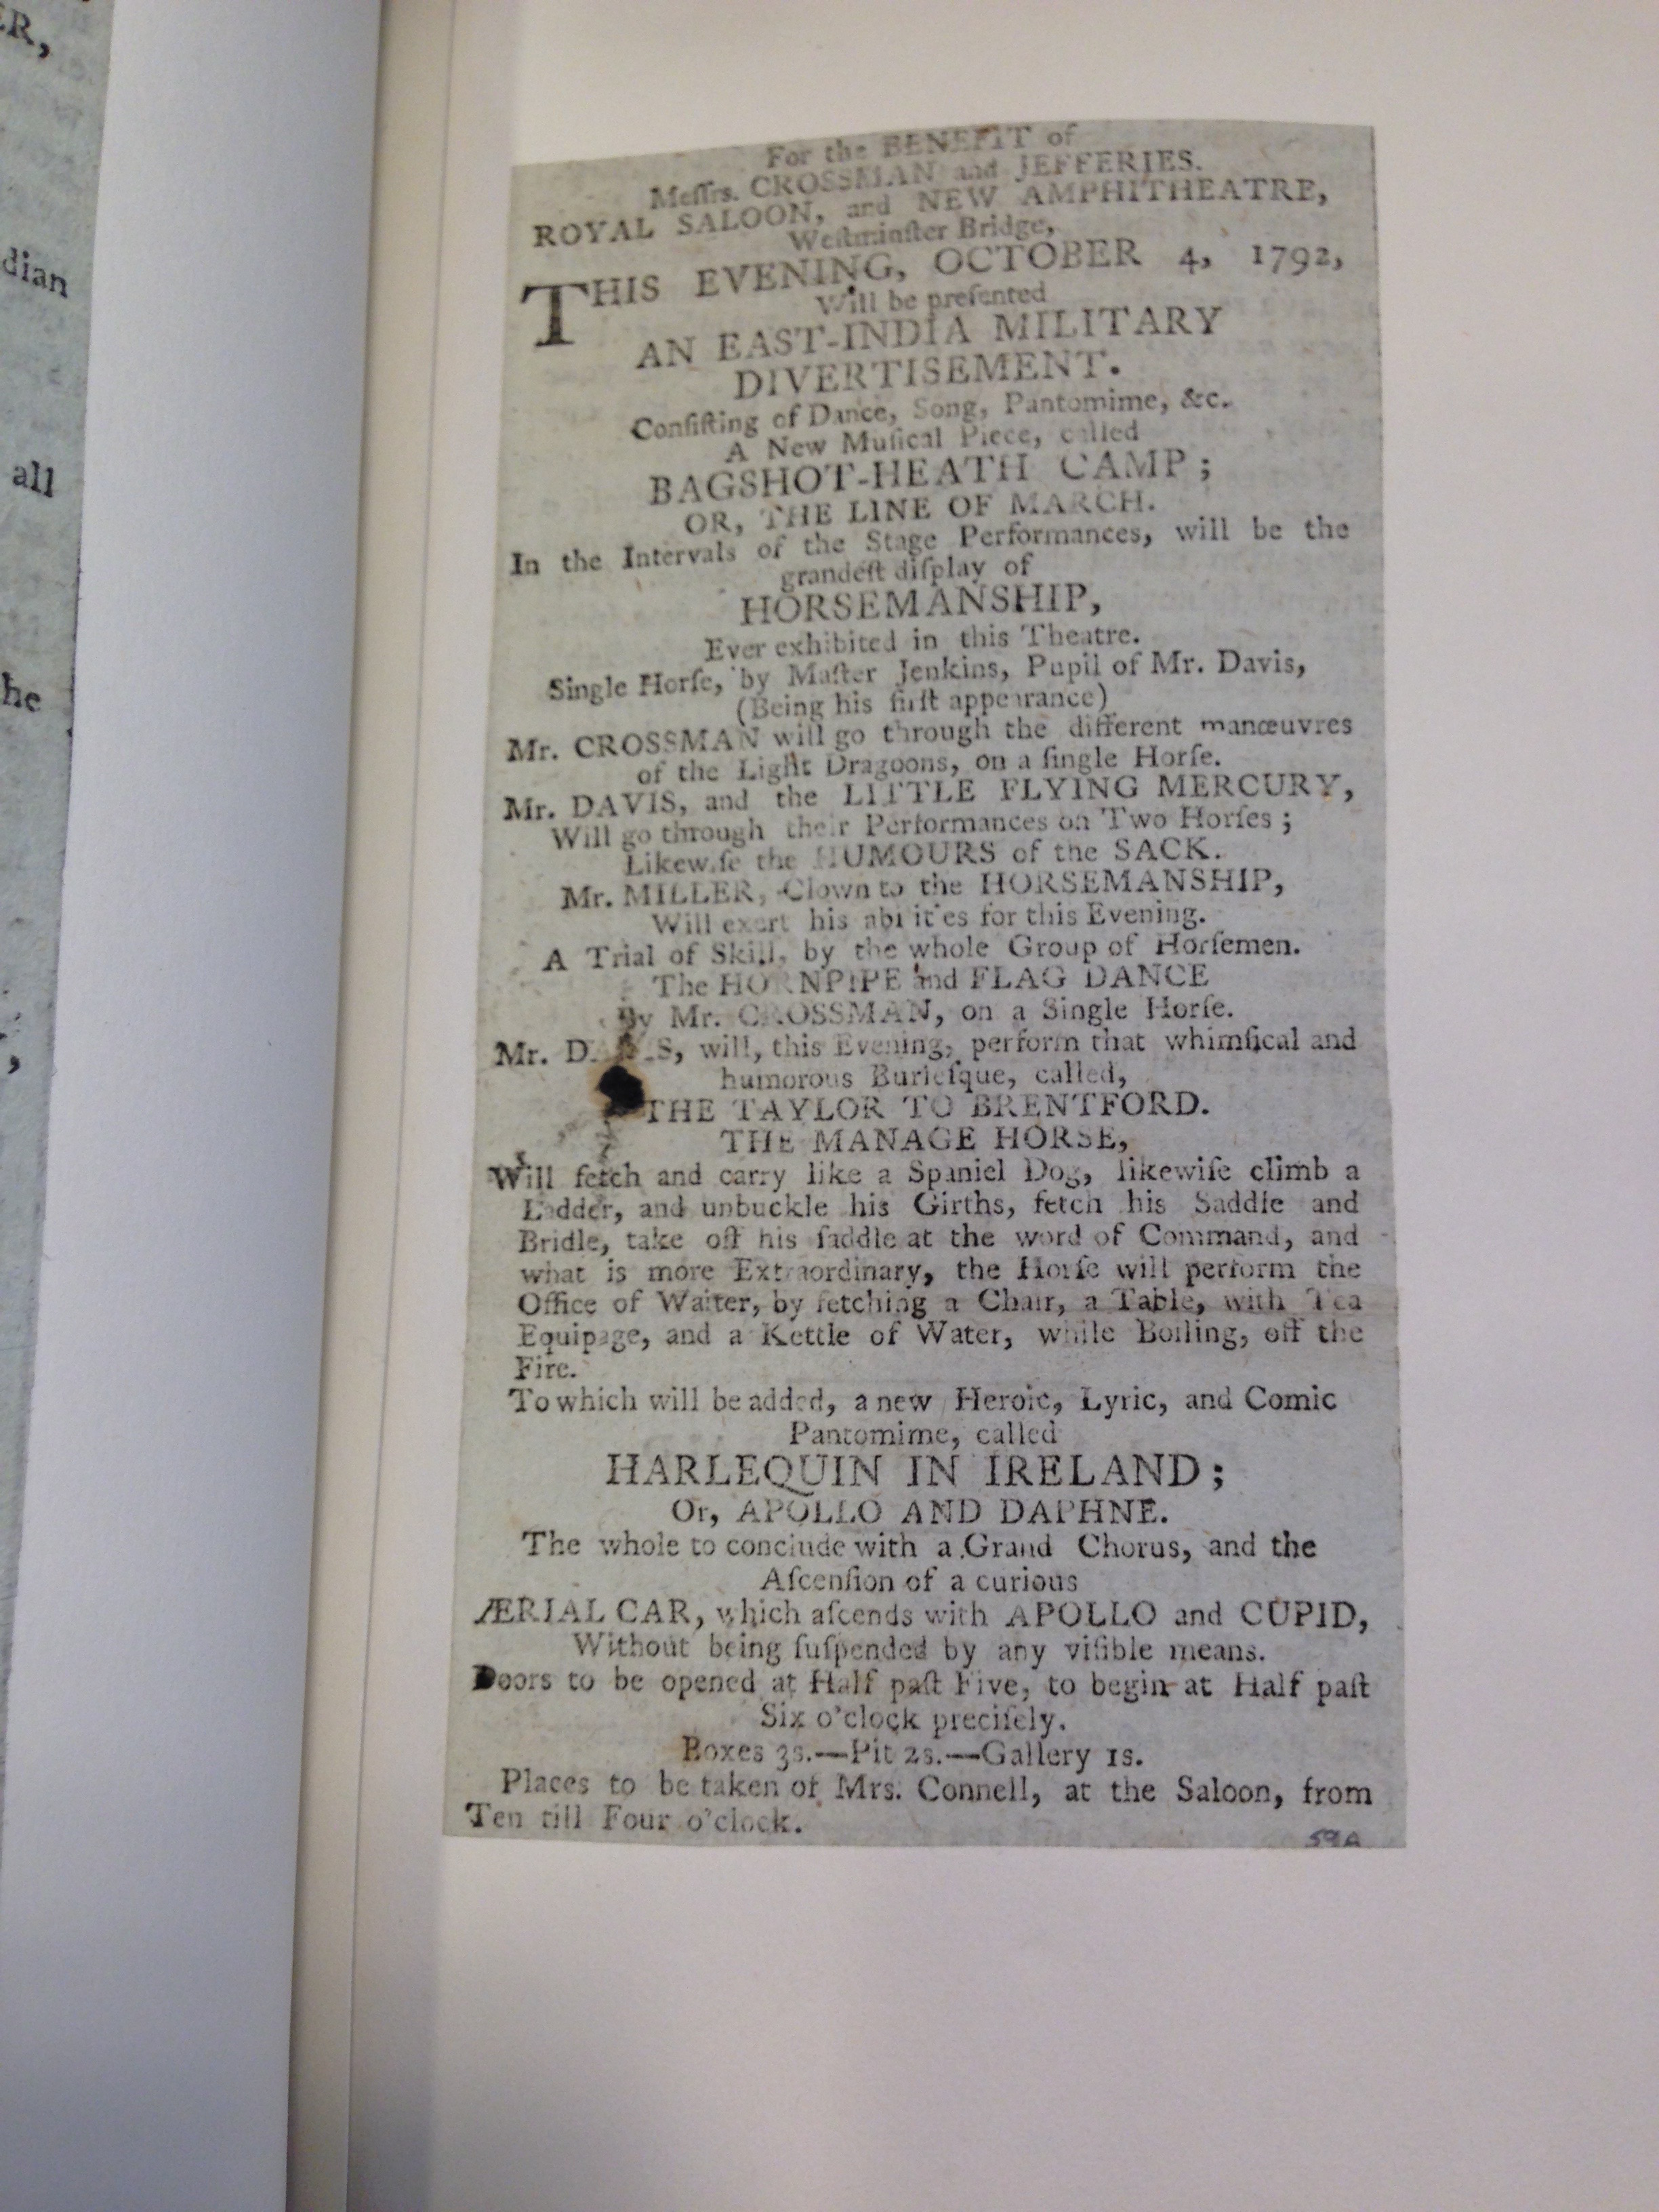 ER,
dian
all
he
For the BENEFIT of
Meſſrs. CROSSMAN and JEFFERIES.
ROYAL SALOON, and NEW AMPHITHEATRE,
Weſtminſter Bridge,
THIS EVENING, OCTOBER 4, 1792,
Will be preſented
AN EAST-INDIA MILITARY
DIVERTISEMENT.
Conſiſting of Dance, Song, Pantomime, &c.
A New Muſical Piece, called
BAGSHOT-HEATH CAMP;
OR, THE LINE OF MARCH.
In the Intervals of the Stage Performances, will be the
grandeſt diſplay of
HORSEMANSHIP,
Ever exhibited in this Theatre.
Single Horſe, by Maſter Jenkins, Pupil of Mr. Davis,
(Being his firſt appearance)
Mr. CROSSMAN will go through the different manœuvres
of the Light Dragoons, on a ſingle Horſe.
Mr. DAVIS, and the LITTLE FLYING MERCURY,
Will go through their Performances on Two Horſes;
Likewiſe the HUMOURS of the SACK.
Mr. MILLER, Clown to the HORSEMANSHIP,
Will exert his abilities for this Evening.
A Trial of Skill, by the whole Group of Horſemen.
The HORNPIPE and FLAG DANCE
By Mr. CROSSMAN, on a Single Horſe.
Mr. DAVIS, will, this Evening, perform that whimſical and
humorous Burleſque, called,
THE TAYLOR TO BRENTFORD.
THE MANAGE HORSE,
Will fetch and carry like a Spaniel Dog, likewiſe climb a
Ladder, and unbuckle his Girths, fetch his Saddle and
Bridle, take off his ſaddle at the word of Command, and
what is more Extraordinary, the Horſe will perform the
Office of Waiter, by fetching a Chair, a Table, with Tea
Equipage, and a Kettle of Water, while Boiling, off the
Fire.
To which will be added, a new Heroic, Lyric, and Comic
Pantomime, called
HARLEQUIN IN IRELAND;
Or, APOLLO AND DAPHNE.
The whole to conclude with a Grand Chorus, and the
Aſcenſion of a curious
ÆRIAL CAR, which aſcends with APOLLO and CUPID,
Without being ſuſpended by any viſible means.
Doors to be opened at Half paſt Five, to begin at Half paſt
Six o'clock preciſely.
Boxes 3s.—Pit 2s.—Gallery 1s.
Places to be taken of Mrs. Connell, at the Saloon, from
Ten till Four o'clock.
59A